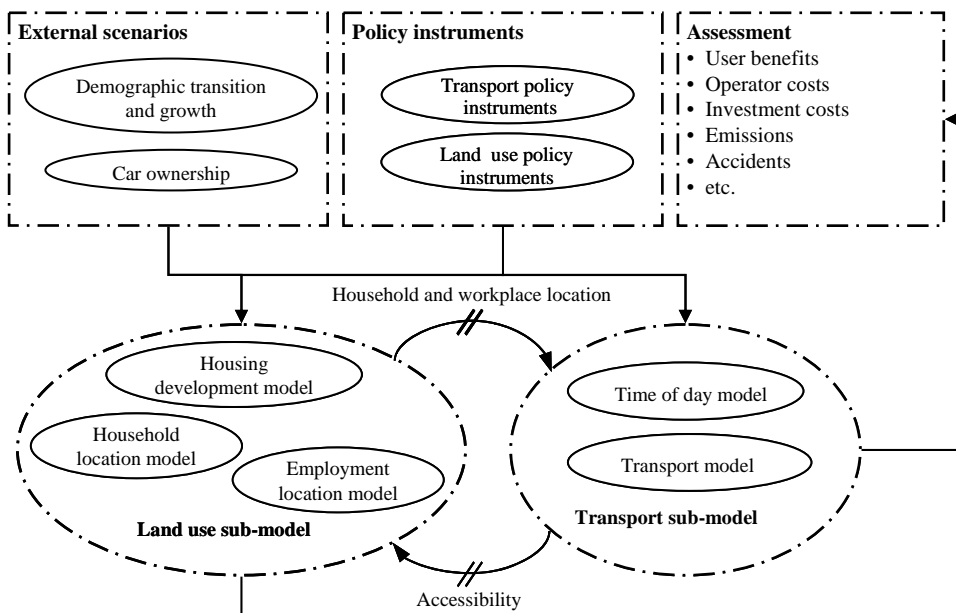 External scenarios
Demographic transition
and growth
Car ownership
Policy instruments
Transport policy
instruments
Land use policy
instruments
Assessment
• User benefits
• Operator costs
• Investment costs
• Emissions
• Accidents
• etc.
Household and workplace location
Housing
development model
Household
location model
Employment
location model
Land use sub-model
Time of day model
Transport model
Transport sub-model
Accessibility